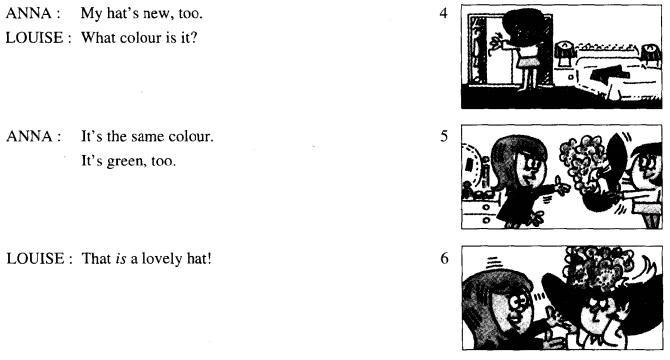 ANNA : My hat's new, too. 4
LOUISE : What colour is it?
ANNA : It's the same colour. 5
It's green, too.
LOUISE : That is a lovely hat! 6